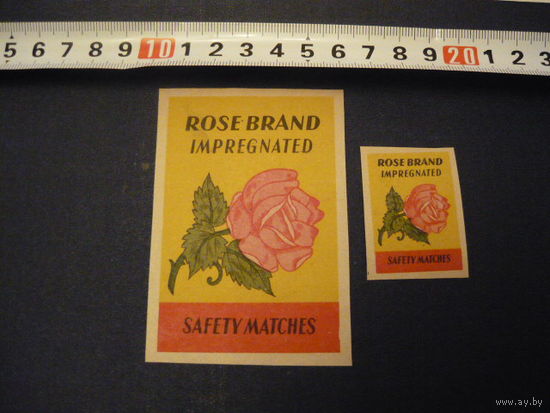 5 6 7 8 9 10 1 2 3 4 5 6 7 8 9 20 1 2 3
ROSE BRAND
IMPREGNATED
SAFETY MATCHES
ROSE BRAND
IMPREGNATED
SAFETY MATCHES
www.ay.by